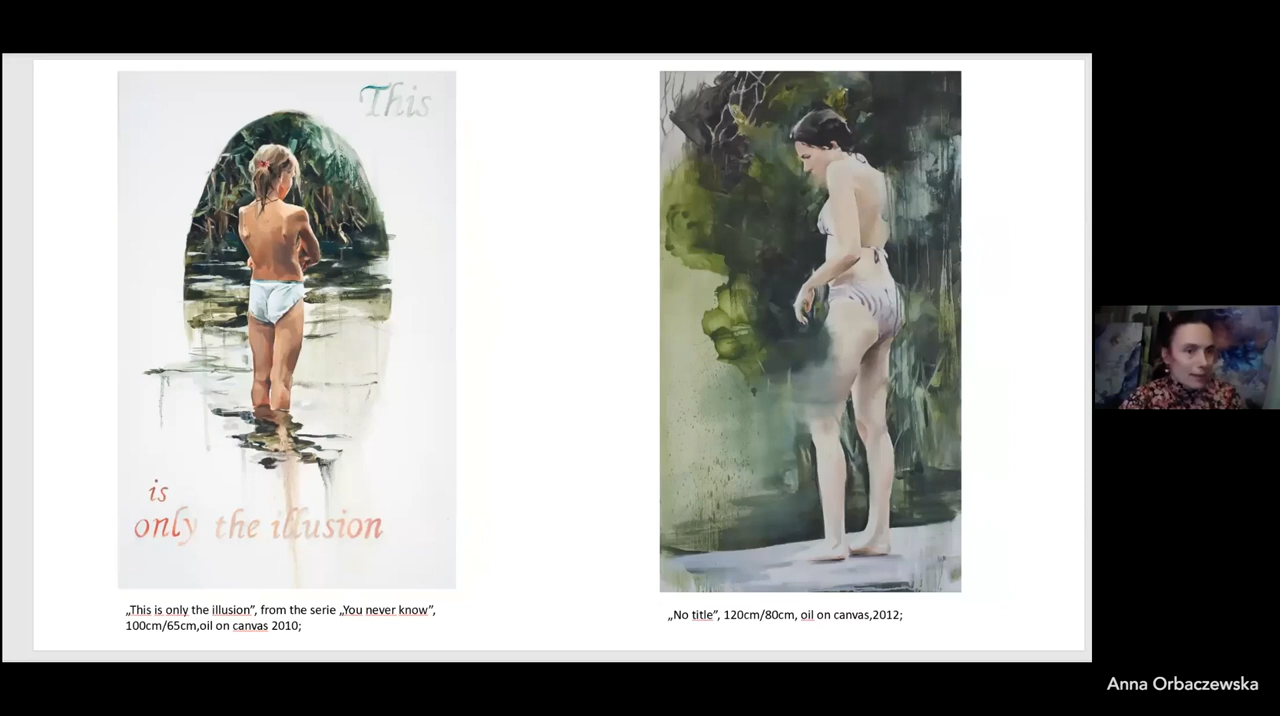 This
is
only the illusion
„This is only the illusion”, from the serie „You never know”,
100cm/65cm,oil on canvas 2010;
„No title”, 120cm/80cm, oil on canvas,2012;
Anna Orbaczewska